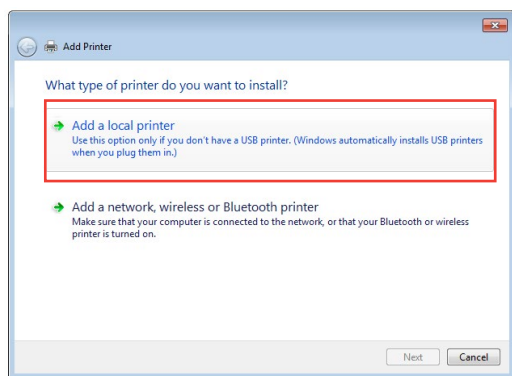 Add Printer
What type of printer do you want to install?
Add a local printer
Use this option only if you don't have a USB printer. (Windows automatically installs USB printers
when you plug them in.)
Add a network, wireless or Bluetooth printer
Make sure that your computer is connected to the network, or that your Bluetooth or wireless
printer is turned on.
Next Cancel